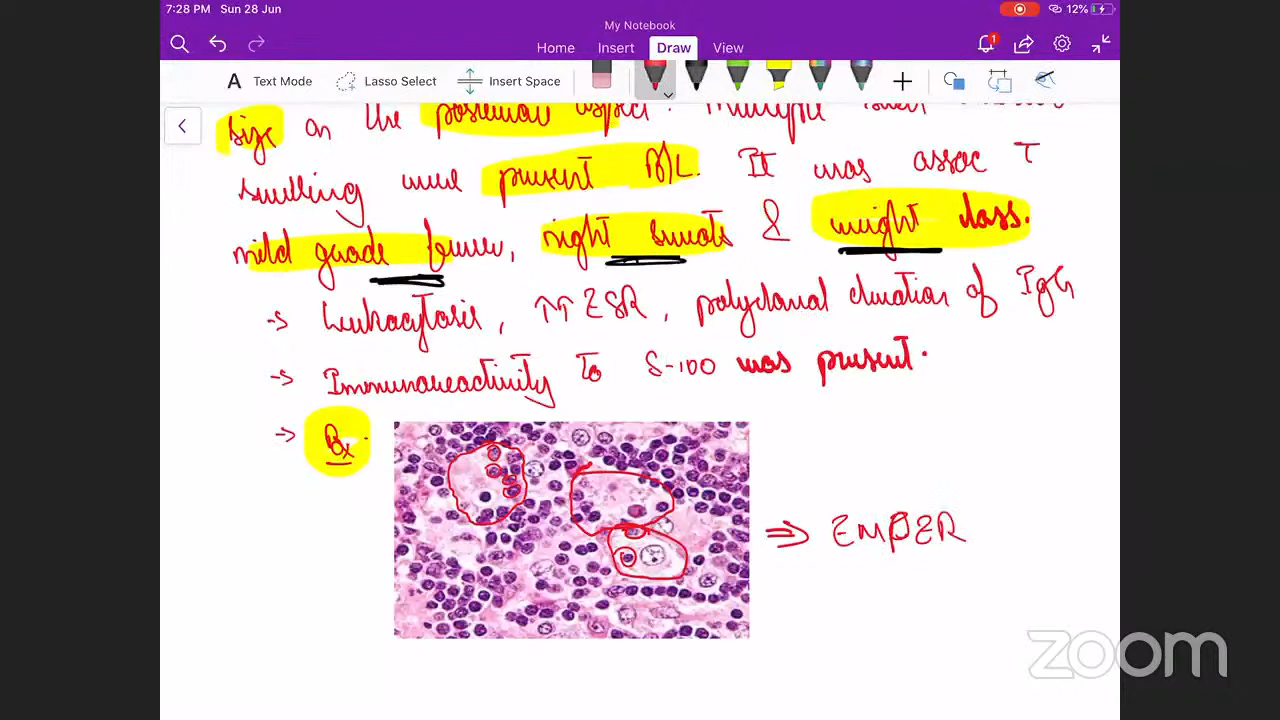 7:28 PM Sun 28 Jun
12%
My Notebook
1
Home Insert Draw View
A Text Mode Lasso Select Insert Space
size on the posterior aspect. Multiple
swelling were present B/L. It was assoc c̄
mild grade fever, night sweats & weight loss.
→ Leukocytosis, ↑↑ ESR, polyclonal elevation of IgG
→ Immunoreactivity to S-100 was present.
→ Bx.
⇒ EMPER
zoom